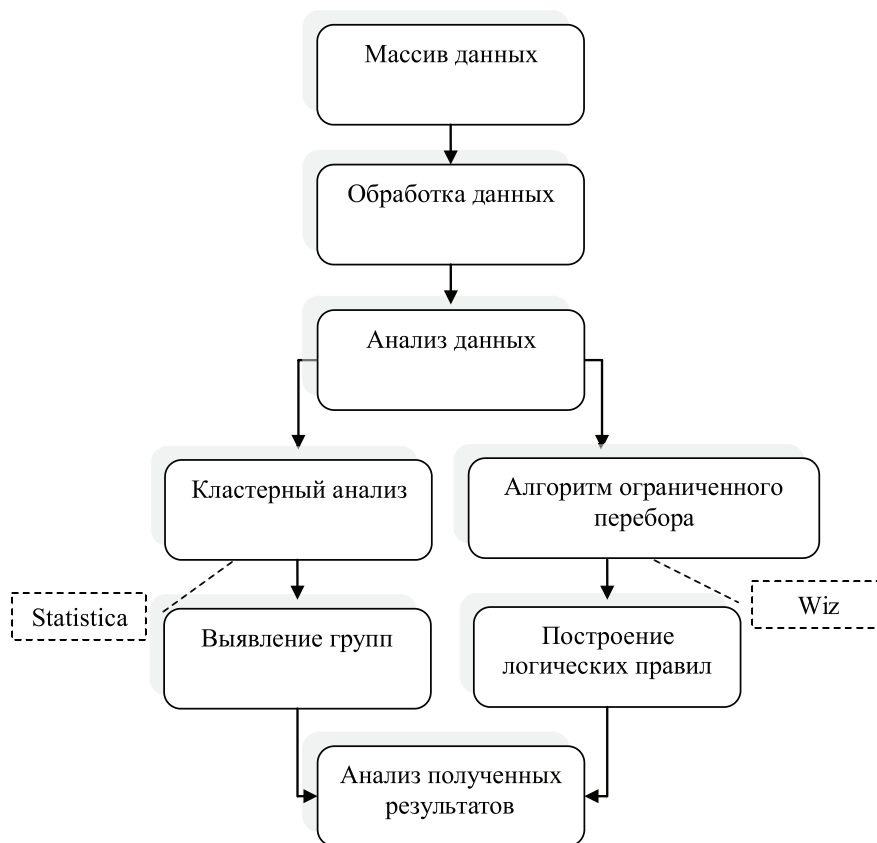 Массив данных
Обработка данных
Анализ данных
Кластерный анализ
Алгоритм ограниченного
перебора
Statistica
Wiz
Выявление групп
Построение
логических правил
Анализ полученных
результатов